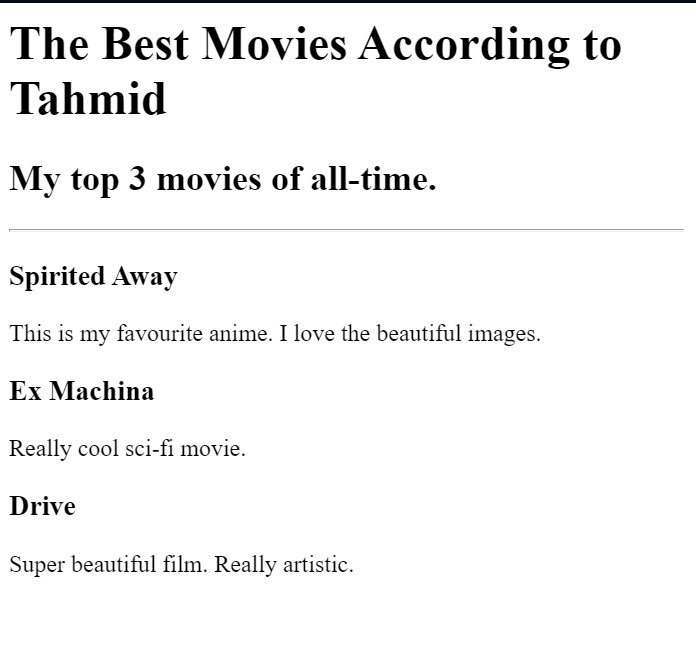 The Best Movies According to
Tahmid
My top 3 movies of all-time.
Spirited Away
This is my favourite anime. I love the beautiful images.
Ex Machina
Really cool sci-fi movie.
Drive
Super beautiful film. Really artistic.